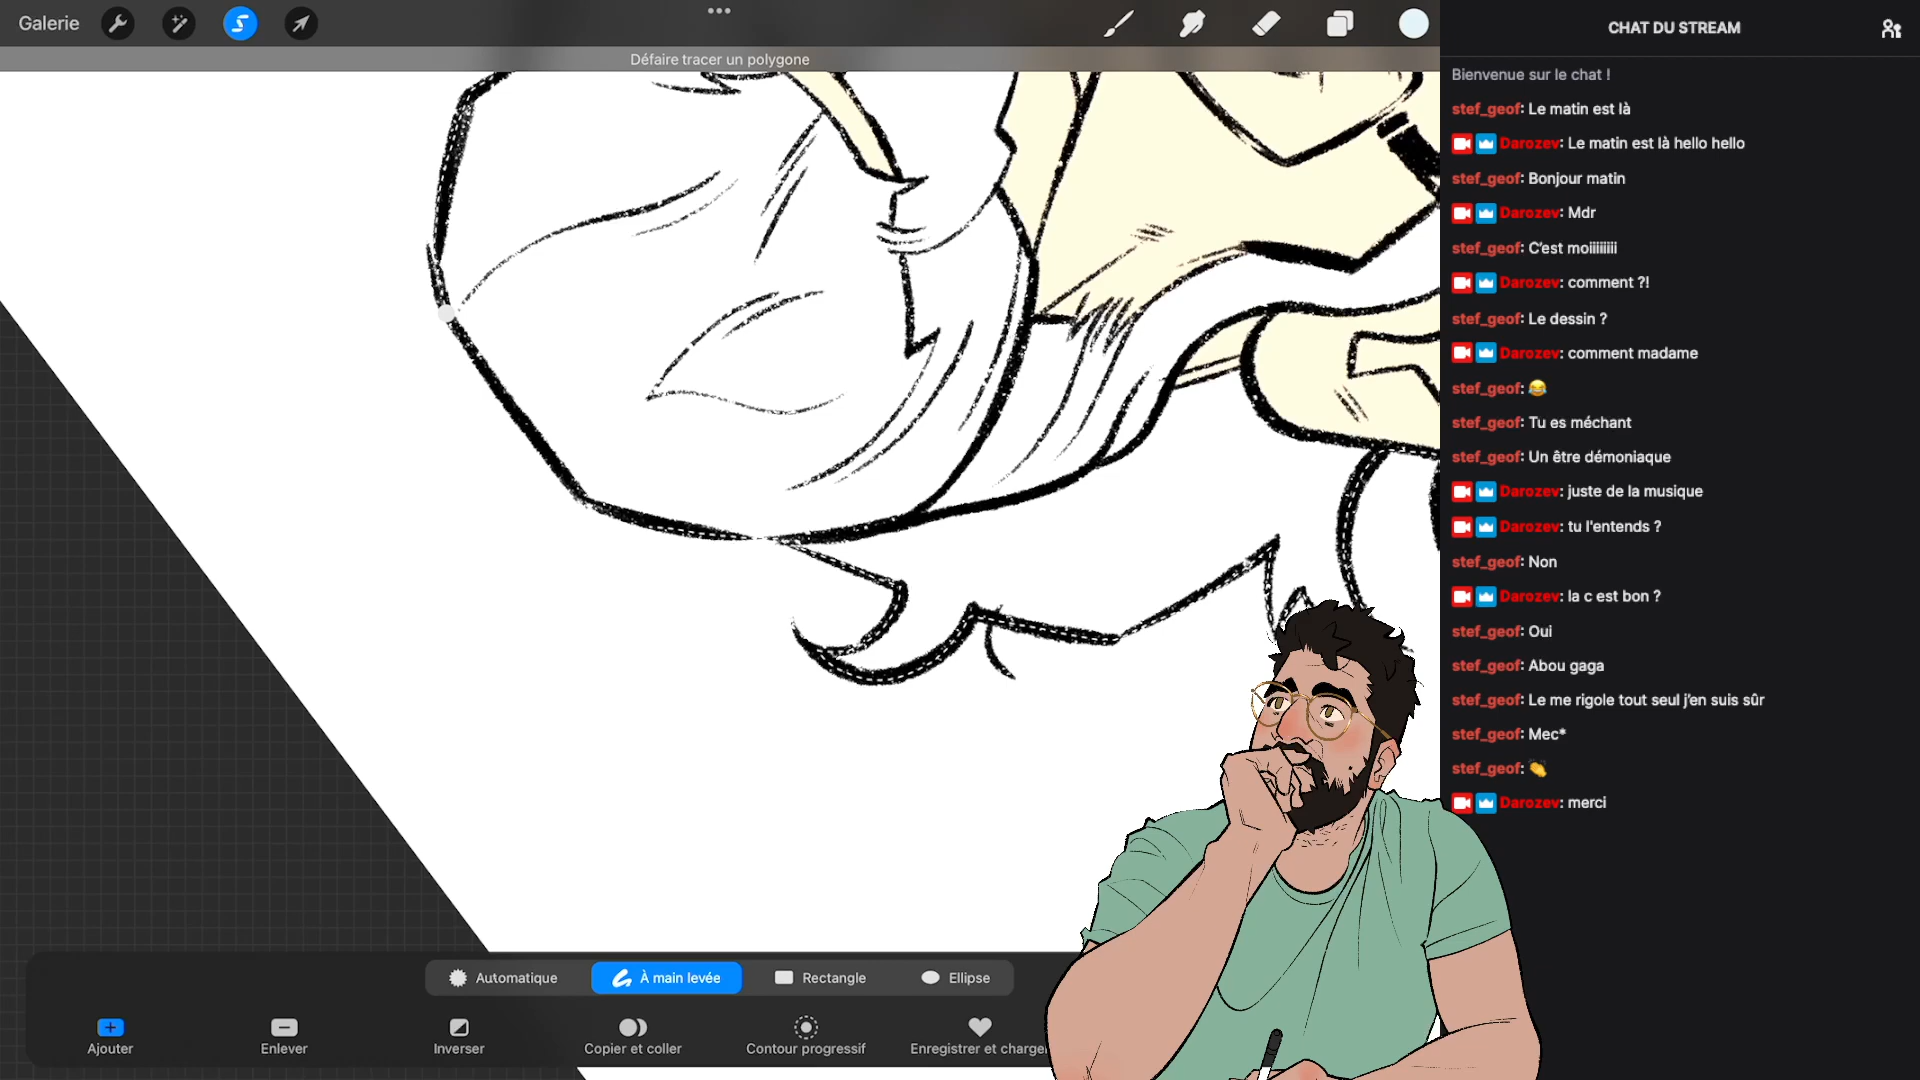 Galerie
Défaire tracer un polygone
CHAT DU STREAM
Bienvenue sur le chat !
stef_geof: Le matin est là
Darozev: Le matin est là hello hello
stef_geof: Bonjour matin
Darozev: Mdr
stef_geof: C'est moiiiiiiiii
Darozev: comment ?!
stef_geof: Le dessin ?
Darozev: comment madame
stef_geof: 😂
stef_geof: Tu es méchant
stef_geof: Un être démoniaque
Darozev: juste de la musique
Darozev: tu l'entends ?
stef_geof: Non
Darozev: la c est bon ?
stef_geof: Oui
stef_geof: Abou gaga
stef_geof: Le me rigole tout seul j'en suis sûr
stef_geof: Mec*
stef_geof: 👏
Darozev: merci
Automatique
À main levée
Rectangle
Ellipse
Ajouter
Enlever
Inverser
Copier et coller
Contour progressif
Enregistrer et charger